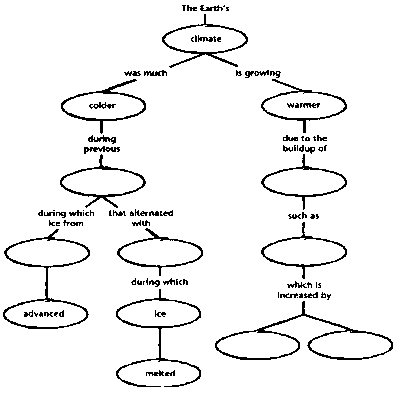 The Earth's
climate
was much
is growing
colder
warmer
during
previous
due to the
buildup of
during which
ice from
that alternated
with
such as
during which
which is
increased by
advanced
ice
melted